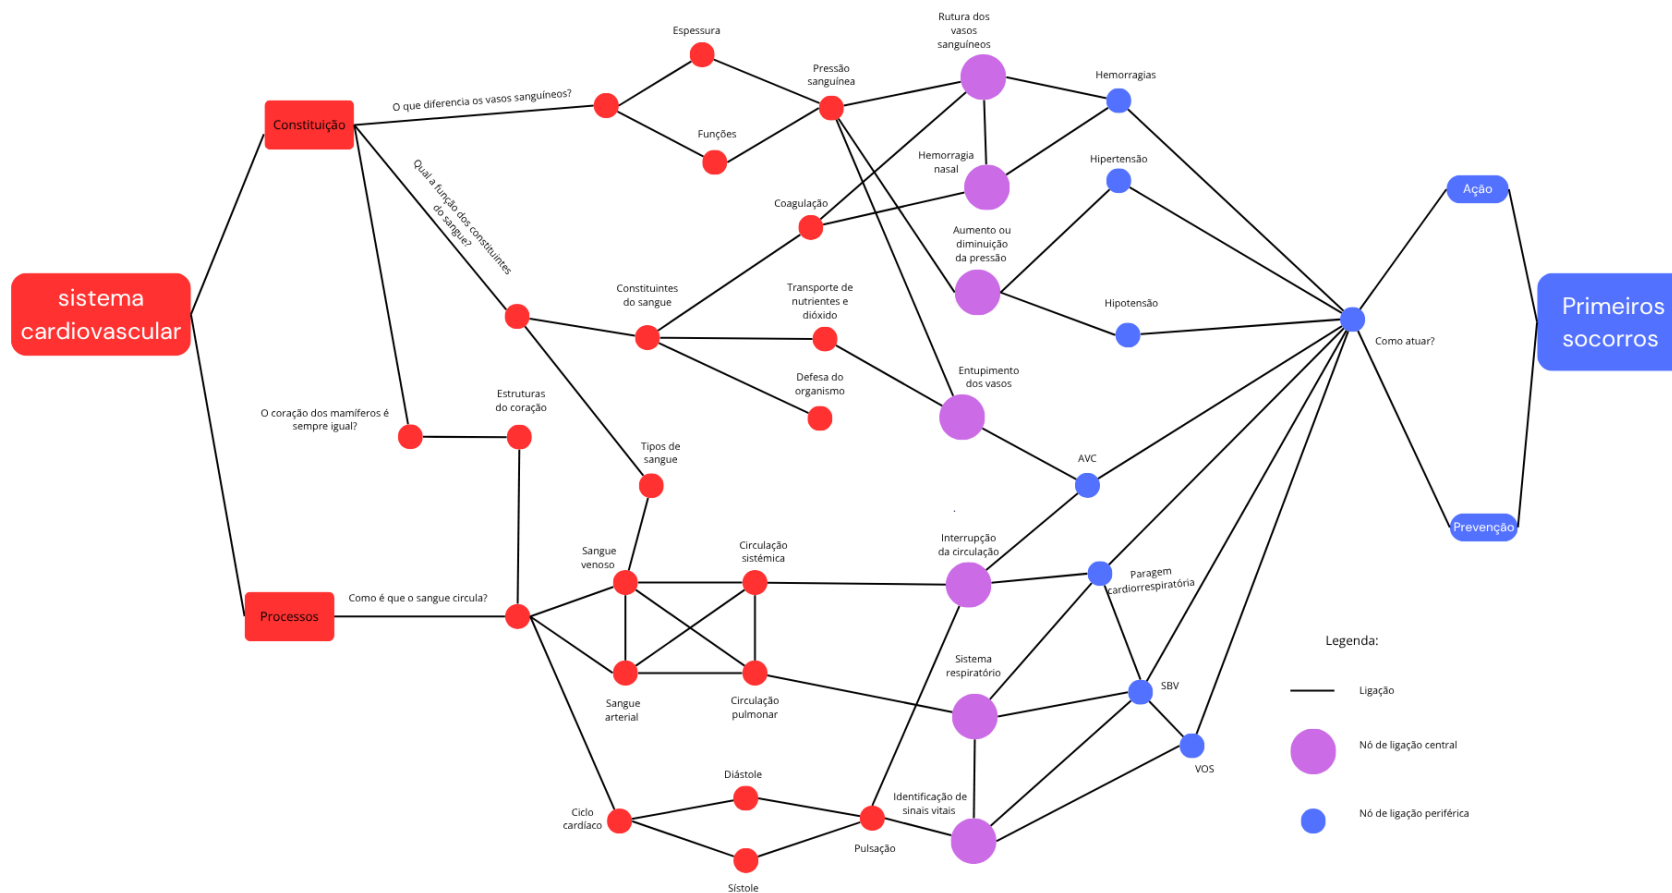 sistema
cardiovascular
Constituição
O que diferencia os vasos sanguíneos?
Espessura
Funções
Pressão
sanguínea
Rutura dos
vasos
sanguíneos
Hemorragias
Hemorragia
nasal
Hipertensão
Qual a função dos constituintes
do sangue?
Coagulação
Aumento ou
diminuição
da pressão
Constituintes
do sangue
Transporte de
nutrientes e
dióxido
Hipotensão
Defesa do
organismo
Entupimento
dos vasos
Como atuar?
Ação
Primeiros
socorros
Prevenção
O coração dos mamíferos é
sempre igual?
Estruturas
do coração
Tipos de
sangue
AVC
Processos
Como é que o sangue circula?
Sangue
venoso
Circulação
sistémica
Interrupção
da circulação
Paragem
cardiorrespiratória
Sangue
arterial
Circulação
pulmonar
Sistema
respiratório
SBV
VOS
Ciclo
cardíaco
Diástole
Sístole
Pulsação
Identificação de
sinais vitais
Legenda:
Ligação
Nó de ligação central
Nó de ligação periférica